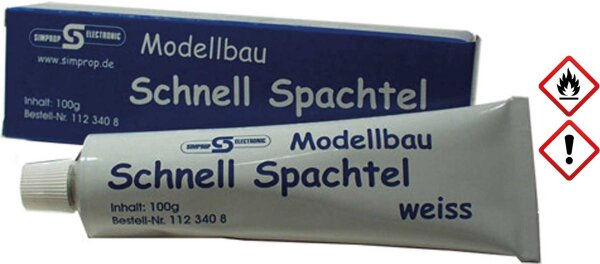 SIMPROP S ELECTRONIC
www.simprop.de
Modellbau
Schnell Spachtel
Inhalt: 100g
Bestell-Nr. 112 340 8
SIMPROP S ELECTRONIC
Modellbau
Schnell Spachtel
weiss
Inhalt: 100g
Bestell-Nr. 112 340 8